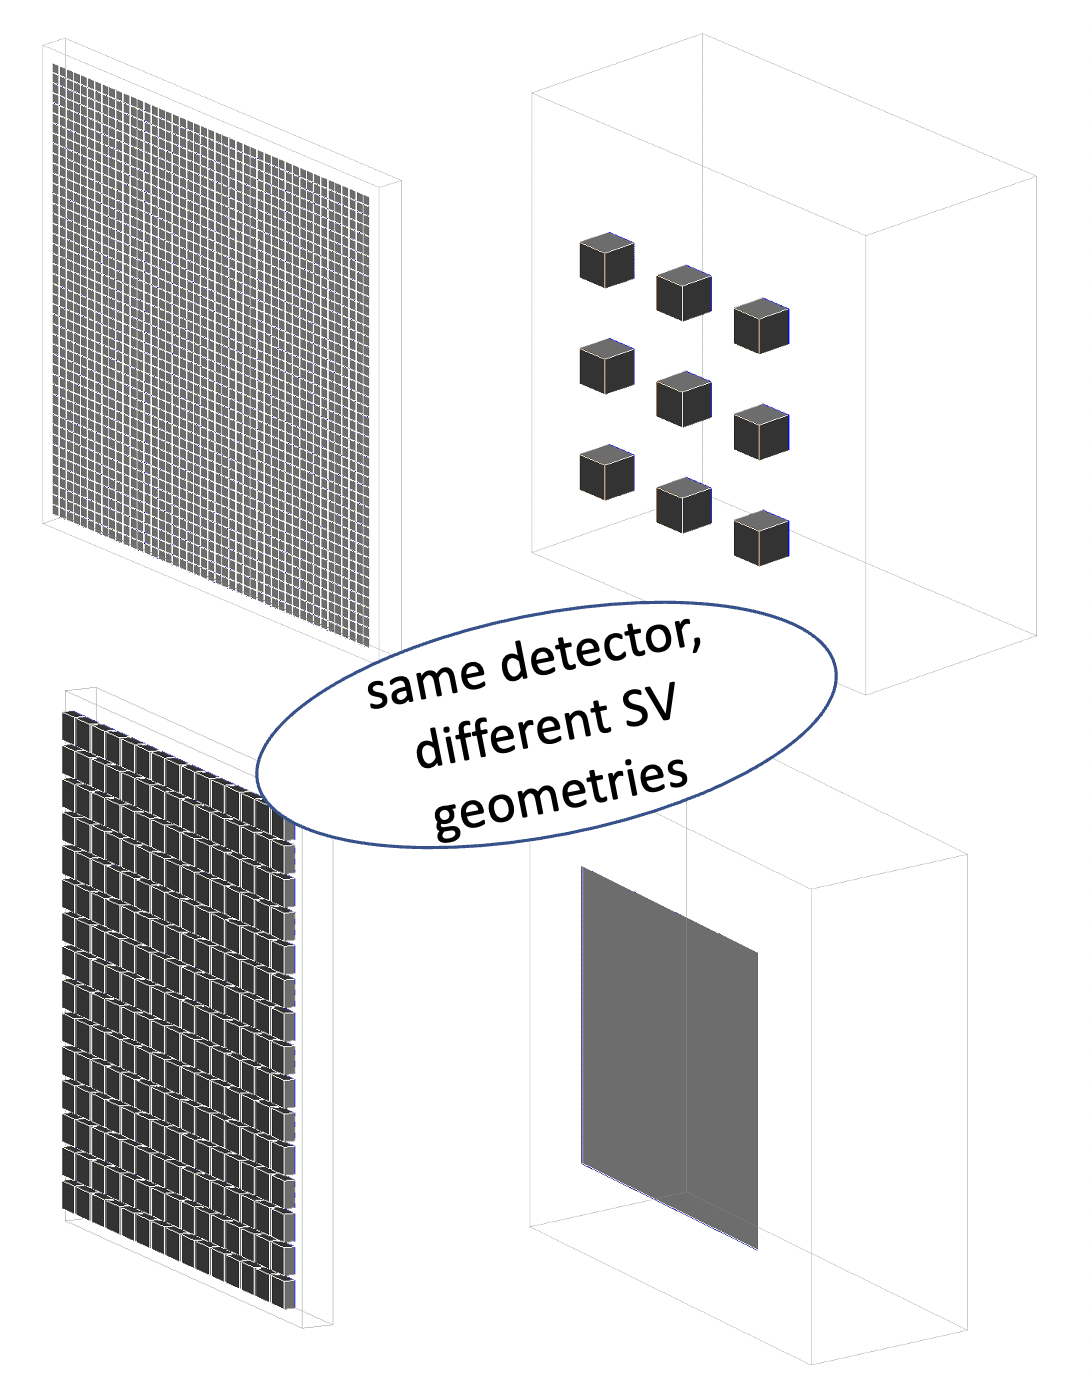 same detector,
different SV
geometries